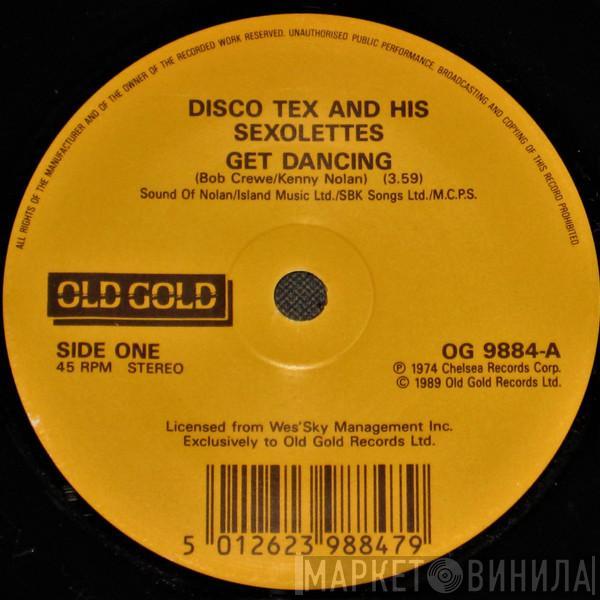 ALL RIGHTS OF THE MANUFACTURER AND OF THE OWNER OF THE RECORDED WORK RESERVED. UNAUTHORISED PUBLIC PERFORMANCE, BROADCASTING AND COPYING OF THIS RECORD PROHIBITED.
DISCO TEX AND HIS
SEXOLETTES
GET DANCING
(Bob Crewe/Kenny Nolan) (3.59)
Sound Of Nolan/Island Music Ltd./SBK Songs Ltd./M.C.P.S.
OLD GOLD
SIDE ONE
45 RPM STEREO
OG 9884-A
Ⓟ 1974 Chelsea Records Corp.
© 1989 Old Gold Records Ltd.
Licensed from Wes'Sky Management Inc.
Exclusively to Old Gold Records Ltd.
5 012623 988479
МАРКЕТ ВИНИЛА